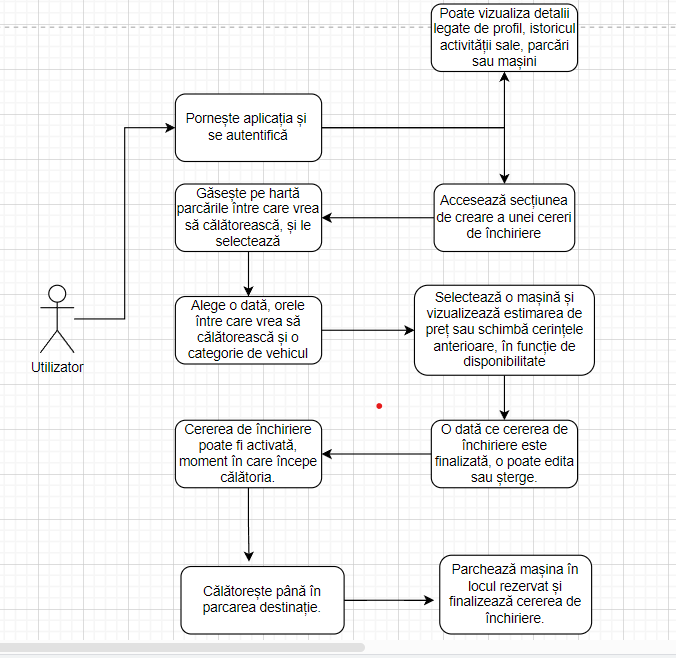 Poate vizualiza detalii
legate de profil, istoricul
activității sale, parcări
sau mașini
Pornește aplicația și
se autentifică
Găsește pe hartă
parcările între care vrea
să călătorească, și le
selectează
Accesează secțiunea
de creare a unei cereri
de închiriere
Alege o dată, orele
între care vrea să
călătorească și o
categorie de vehicul
Selectează o mașină și
vizualizează estimarea de
preț sau schimbă cerințele
anterioare, în funcție de
disponibilitate
Utilizator
Cererea de închiriere
poate fi activată,
moment în care începe
călătoria.
O dată ce cererea de
închiriere este
finalizată, o poate edita
sau șterge.
Călătorește până în
parcarea destinație.
Parchează mașina în
locul rezervat și
finalizează cererea de
închiriere.